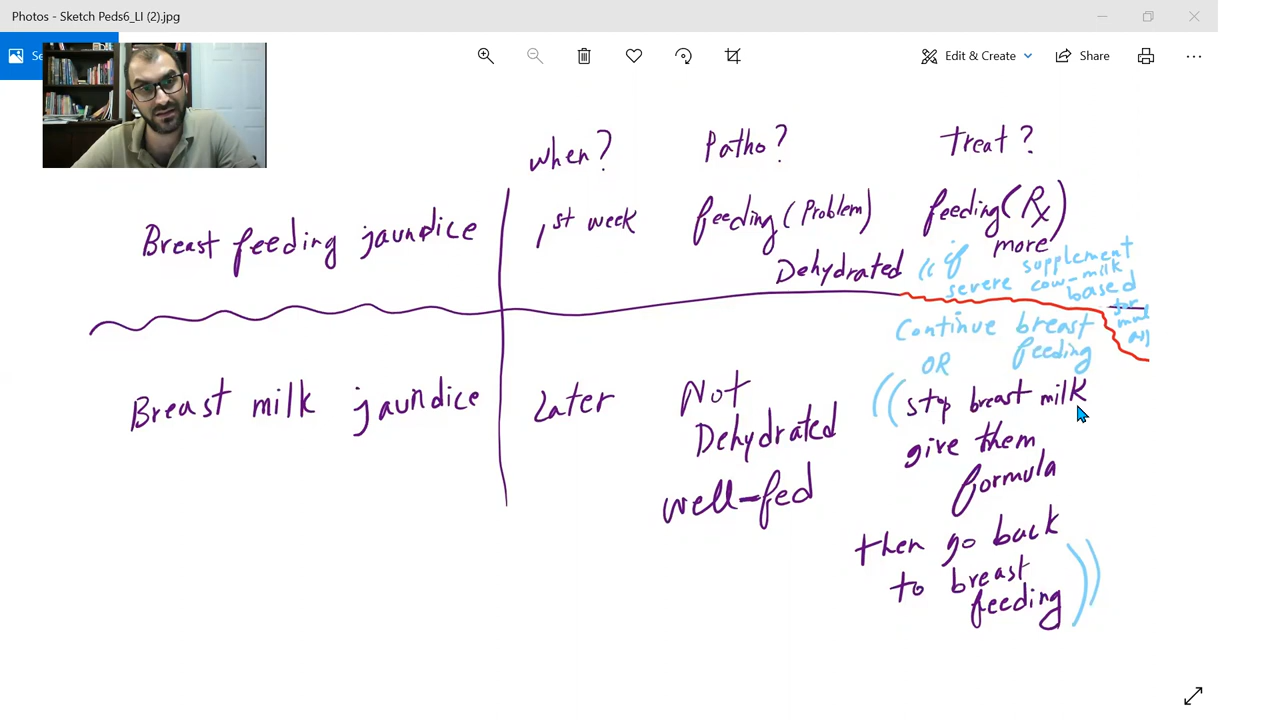 Photos - Sketch Peds6_LI (2).jpg
Se
Edit & Create
Share
when?
Patho?
Treat?
Breast feeding jaundice
1st week
feeding (Problem)
Dehydrated
feeding (Rx)
more
(( if severe
supplement
cow-milk
based
Breast milk jaundice
Later
Not
Dehydrated
well-fed
Continue breast
feeding
OR
(( stop breast milk
give them
formula
then go back
to breast
feeding ))